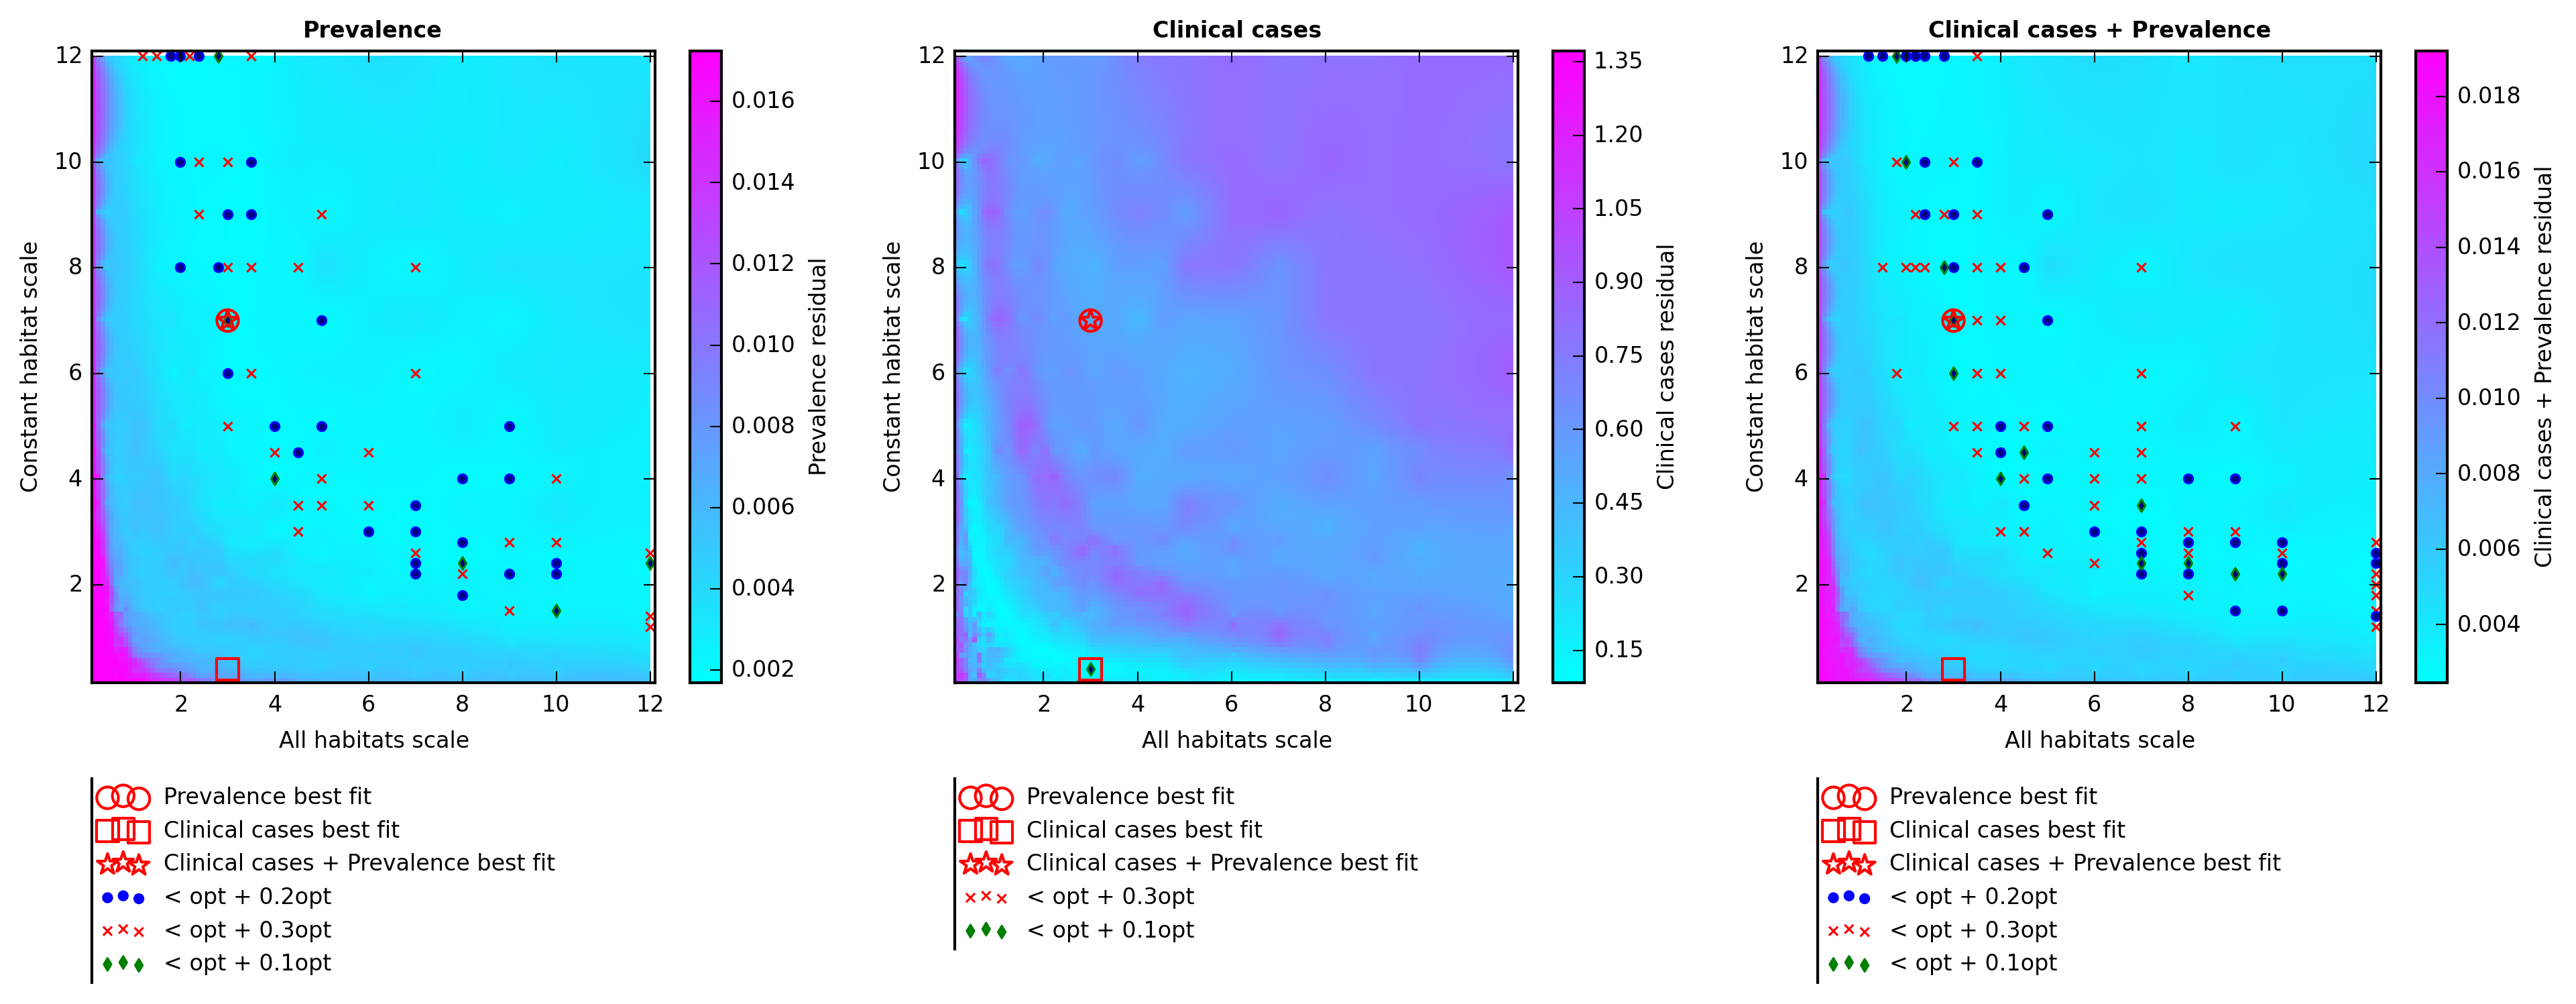 Prevalence
Clinical cases
Clinical cases + Prevalence
12
10
8
6
4
2
Constant habitat scale
2 4 6 8 10 12
All habitats scale
0.016
0.014
0.012
0.010
0.008
0.006
0.004
0.002
Prevalence residual
12
10
8
6
4
2
Constant habitat scale
2 4 6 8 10 12
All habitats scale
1.35
1.20
1.05
0.90
0.75
0.60
0.45
0.30
0.15
Clinical cases residual
12
10
8
6
4
2
Constant habitat scale
2 4 6 8 10 12
All habitats scale
0.018
0.016
0.014
0.012
0.010
0.008
0.006
0.004
Clinical cases + Prevalence residual
Prevalence best fit
Clinical cases best fit
Clinical cases + Prevalence best fit
< opt + 0.2opt
< opt + 0.3opt
< opt + 0.1opt
Prevalence best fit
Clinical cases best fit
Clinical cases + Prevalence best fit
< opt + 0.3opt
< opt + 0.1opt
Prevalence best fit
Clinical cases best fit
Clinical cases + Prevalence best fit
< opt + 0.2opt
< opt + 0.3opt
< opt + 0.1opt